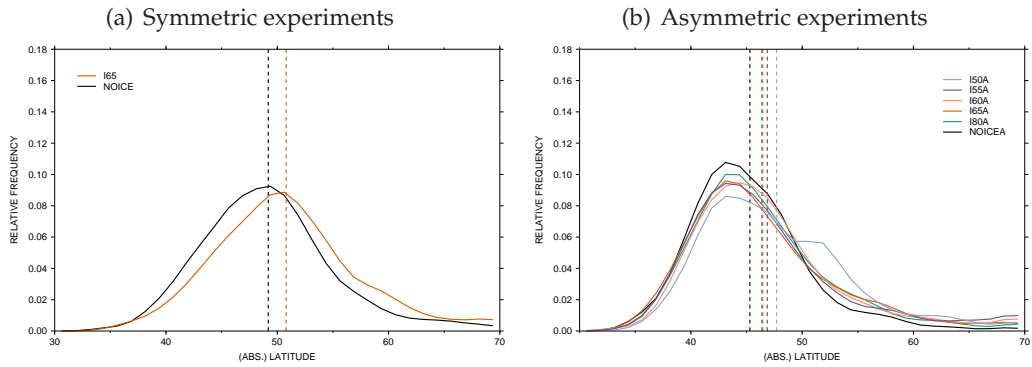 (a) Symmetric experiments
0.18
0.16
0.14
0.12
0.10
0.08
0.06
0.04
0.02
0.00
RELATIVE FREQUENCY
I65
NOICE
30
40
50
60
70
(ABS.) LATITUDE
(b) Asymmetric experiments
0.18
0.16
0.14
0.12
0.10
0.08
0.06
0.04
0.02
0.00
RELATIVE FREQUENCY
I50A
I55A
I60A
I65A
I80A
NOICEA
40
50
60
70
(ABS.) LATITUDE